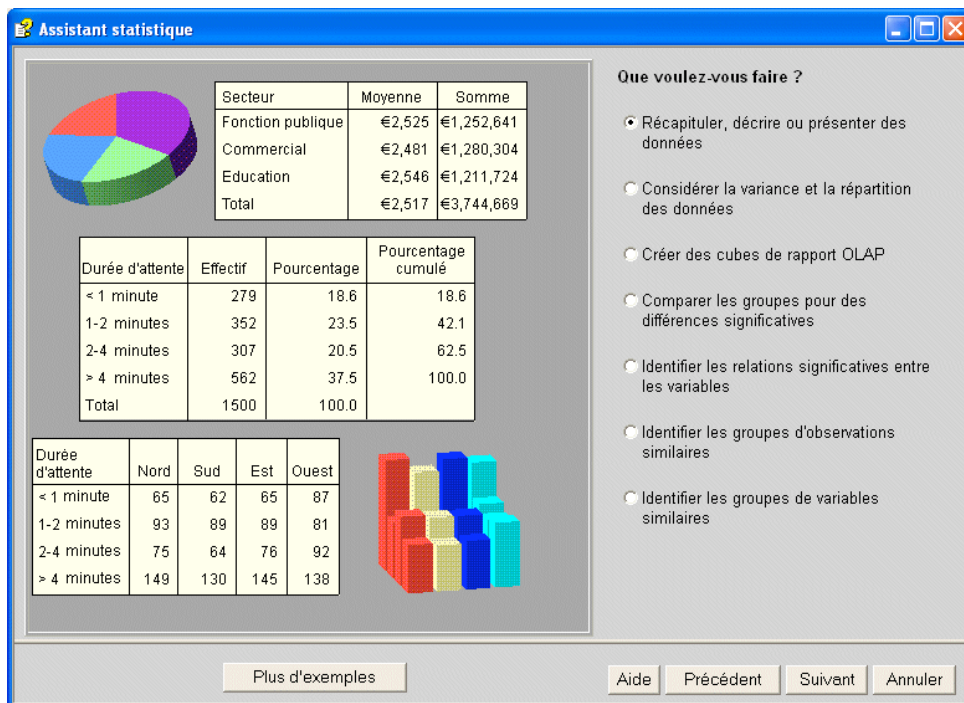 Assistant statistique
Secteur Moyenne Somme
Fonction publique €2,525 €1,252,641
Commercial €2,481 €1,280,304
Education €2,546 €1,211,724
Total €2,517 €3,744,669
Durée d'attente Effectif Pourcentage Pourcentage
cumulé
< 1 minute 279 18.6 18.6
1-2 minutes 352 23.5 42.1
2-4 minutes 307 20.5 62.5
> 4 minutes 562 37.5 100.0
Total 1500 100.0
Durée
d'attente Nord Sud Est Ouest
< 1 minute 65 62 65 87
1-2 minutes 93 89 89 81
2-4 minutes 75 64 76 92
> 4 minutes 149 130 145 138
Que voulez-vous faire ?
Récapituler, décrire ou présenter des
données
Considérer la variance et la répartition
des données
Créer des cubes de rapport OLAP
Comparer les groupes pour des
différences significatives
Identifier les relations significatives entre
les variables
Identifier les groupes d'observations
similaires
Identifier les groupes de variables
similaires
Plus d'exemples
Aide Précédent Suivant Annuler